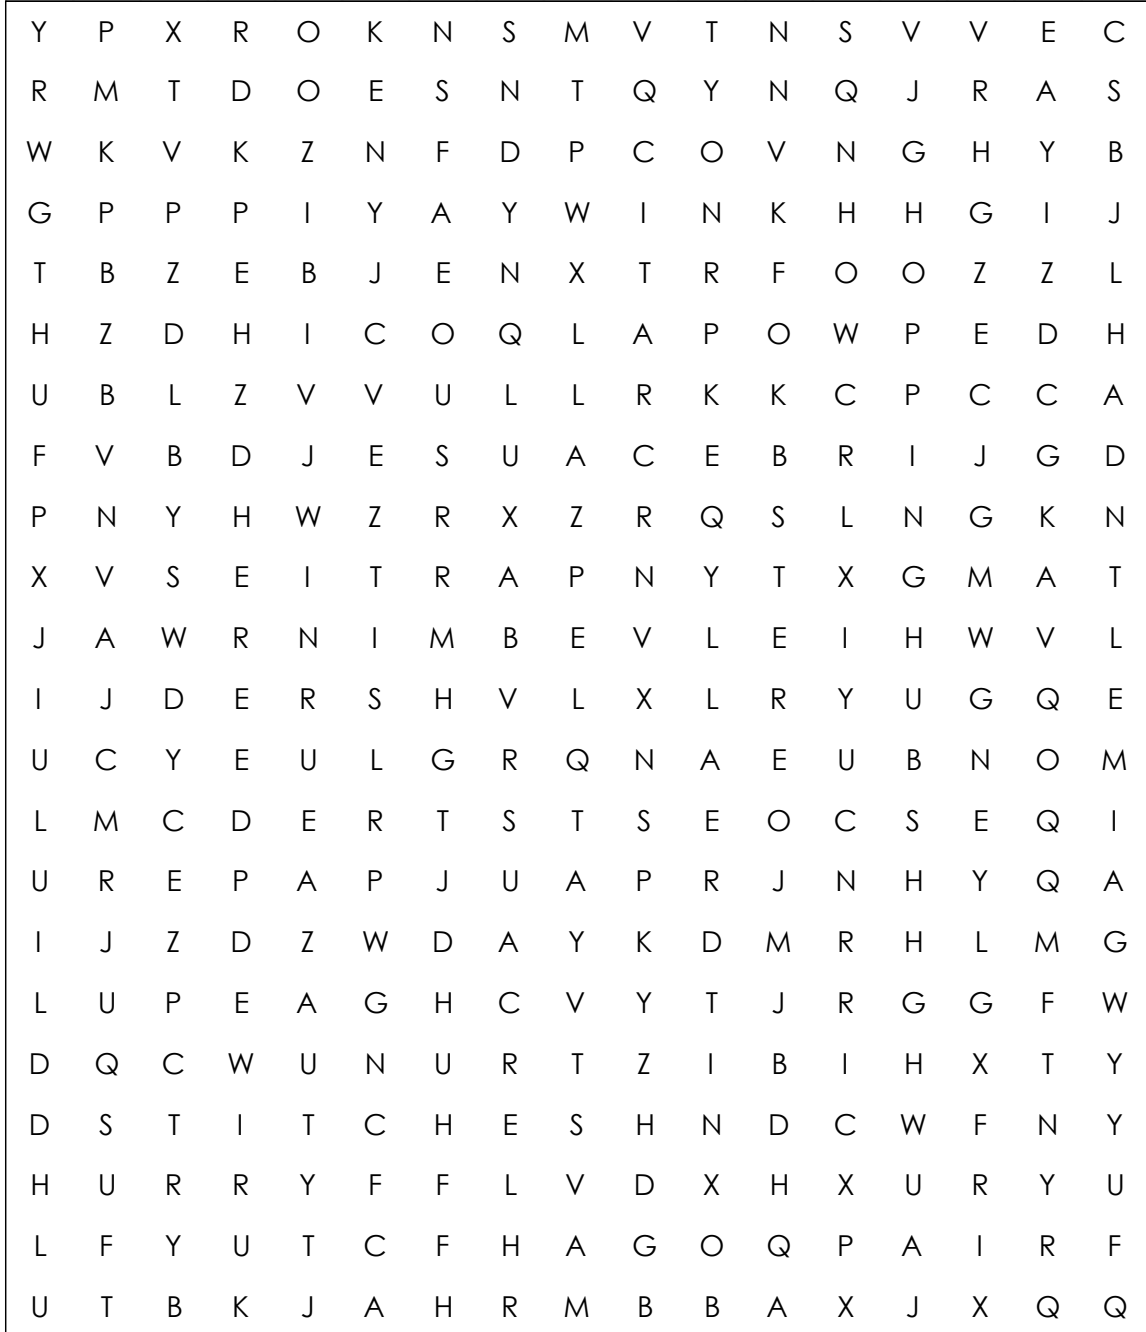 Y P X R O K N S M V T N S V V E C
R M T D O E S N T Q Y N Q J R A S
W K V K Z N F D P C O V N G H Y B
G P P P I Y A Y W I N K H H G I J
T B Z E B J E N X T R F O O Z Z L
H Z D H I C O Q L A P O W P E D H
U B L Z V V U L L R K K C P C C A
F V B D J E S U A C E B R I J G D
P N Y H W Z R X Z R Q S L N G K N
X V S E I T R A P N Y T X G M A T
J A W R N I M B E V L E I H W V L
I J D E R S H V L X L R Y U G Q E
U C Y E U L G R Q N A E U B N O M
L M C D E R T S T S E O C S E Q I
U R E P A P J U A P R J N H Y Q A
I J Z D Z W D A Y K D M R H L M G
L U P E A G H C V Y T J R G G F W
D Q C W U N U R T Z I B I H X T Y
D S T I T C H E S H N D C W F N Y
H U R R Y F F L V D X H X U R Y U
L F Y U T C F H A G O Q P A I R F
U T B K J A H R M B B A X J X Q Q